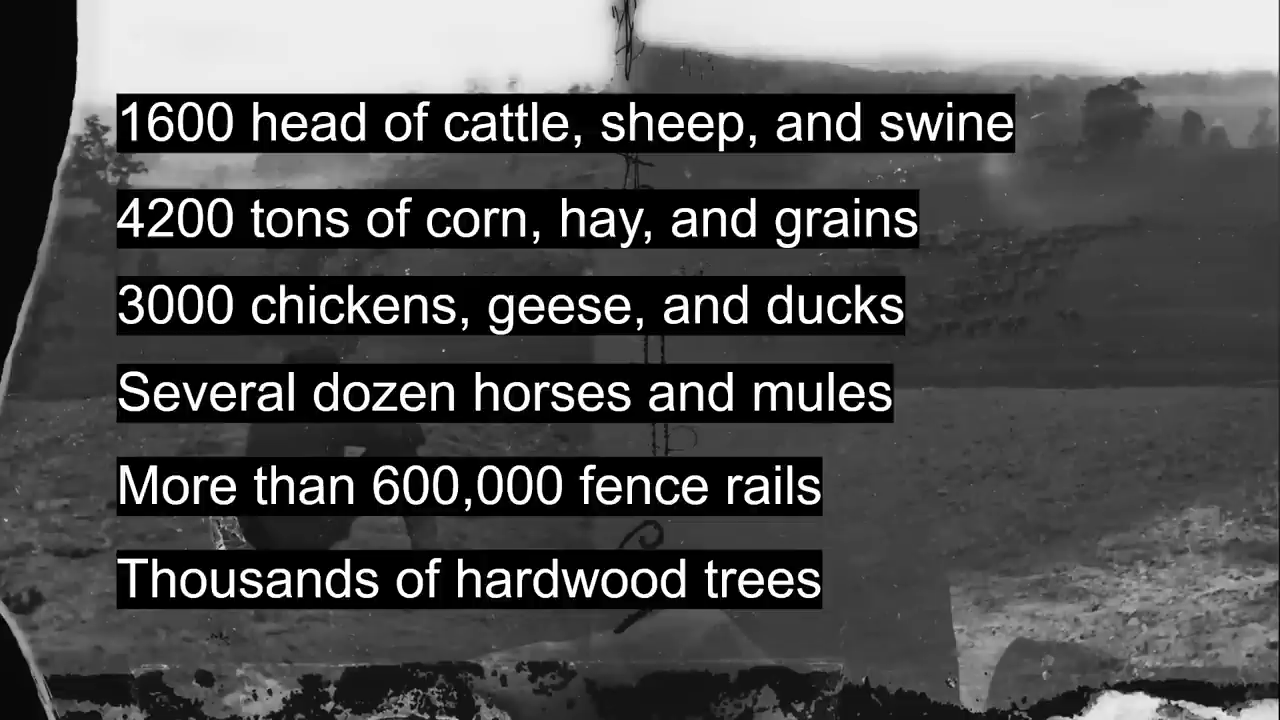 1600 head of cattle, sheep, and swine
4200 tons of corn, hay, and grains
3000 chickens, geese, and ducks
Several dozen horses and mules
More than 600,000 fence rails
Thousands of hardwood trees